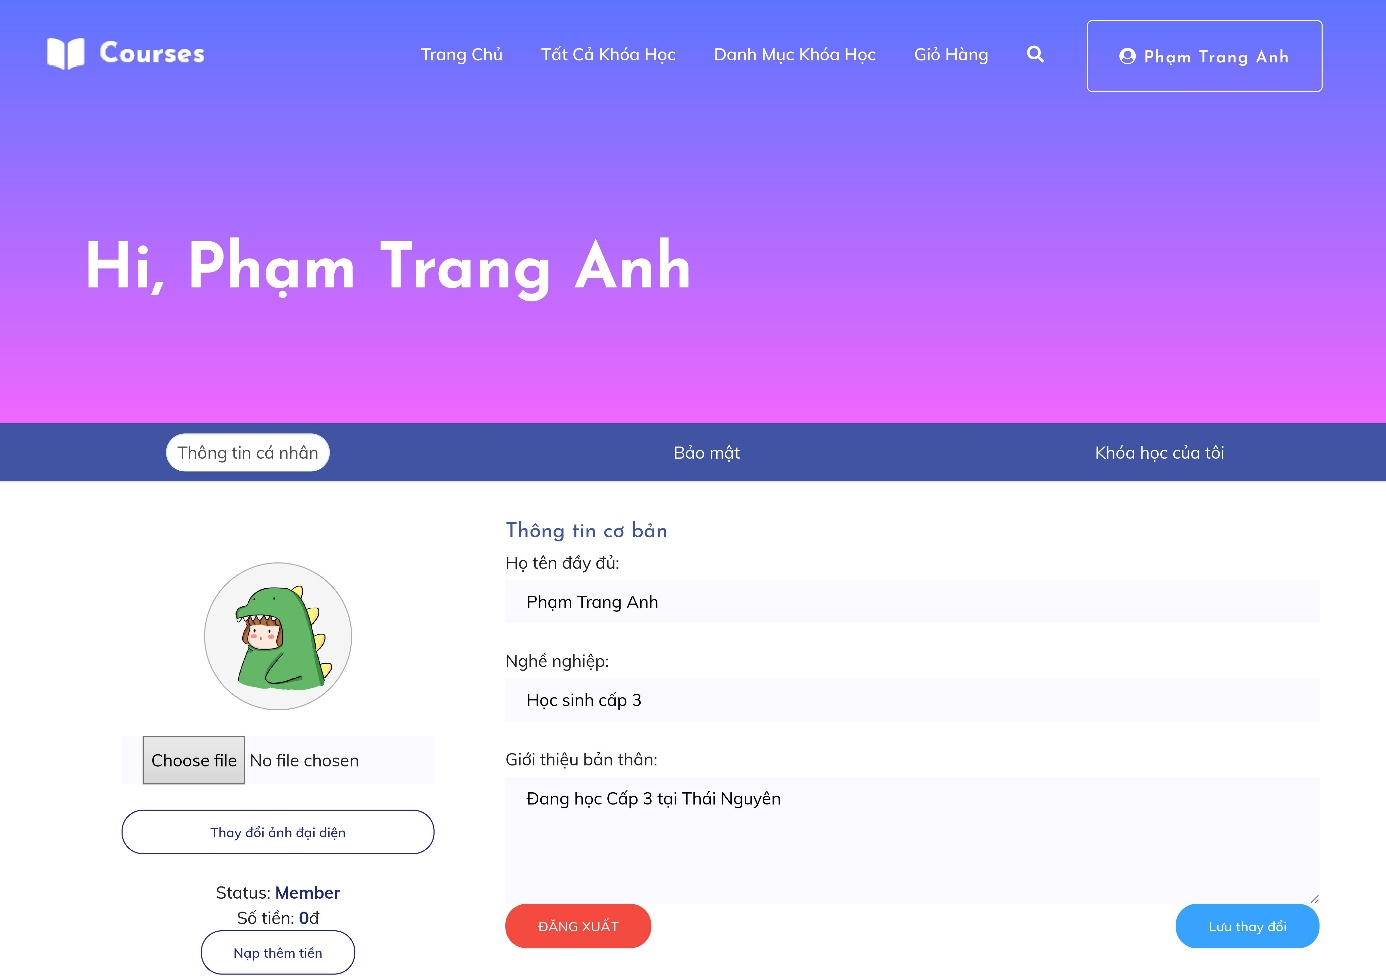 Courses
Trang Chủ
Tất Cả Khóa Học
Danh Mục Khóa Học
Giỏ Hàng
Phạm Trang Anh
Hi, Phạm Trang Anh
Thông tin cá nhân
Bảo mật
Khóa học của tôi
Choose file No file chosen
Thay đổi ảnh đại diện
Status: Member
Số tiền: 0đ
Nạp thêm tiền
Thông tin cơ bản
Họ tên đầy đủ:
Phạm Trang Anh
Nghề nghiệp:
Học sinh cấp 3
Giới thiệu bản thân:
Đang học Cấp 3 tại Thái Nguyên
ĐĂNG XUẤT
Lưu thay đổi